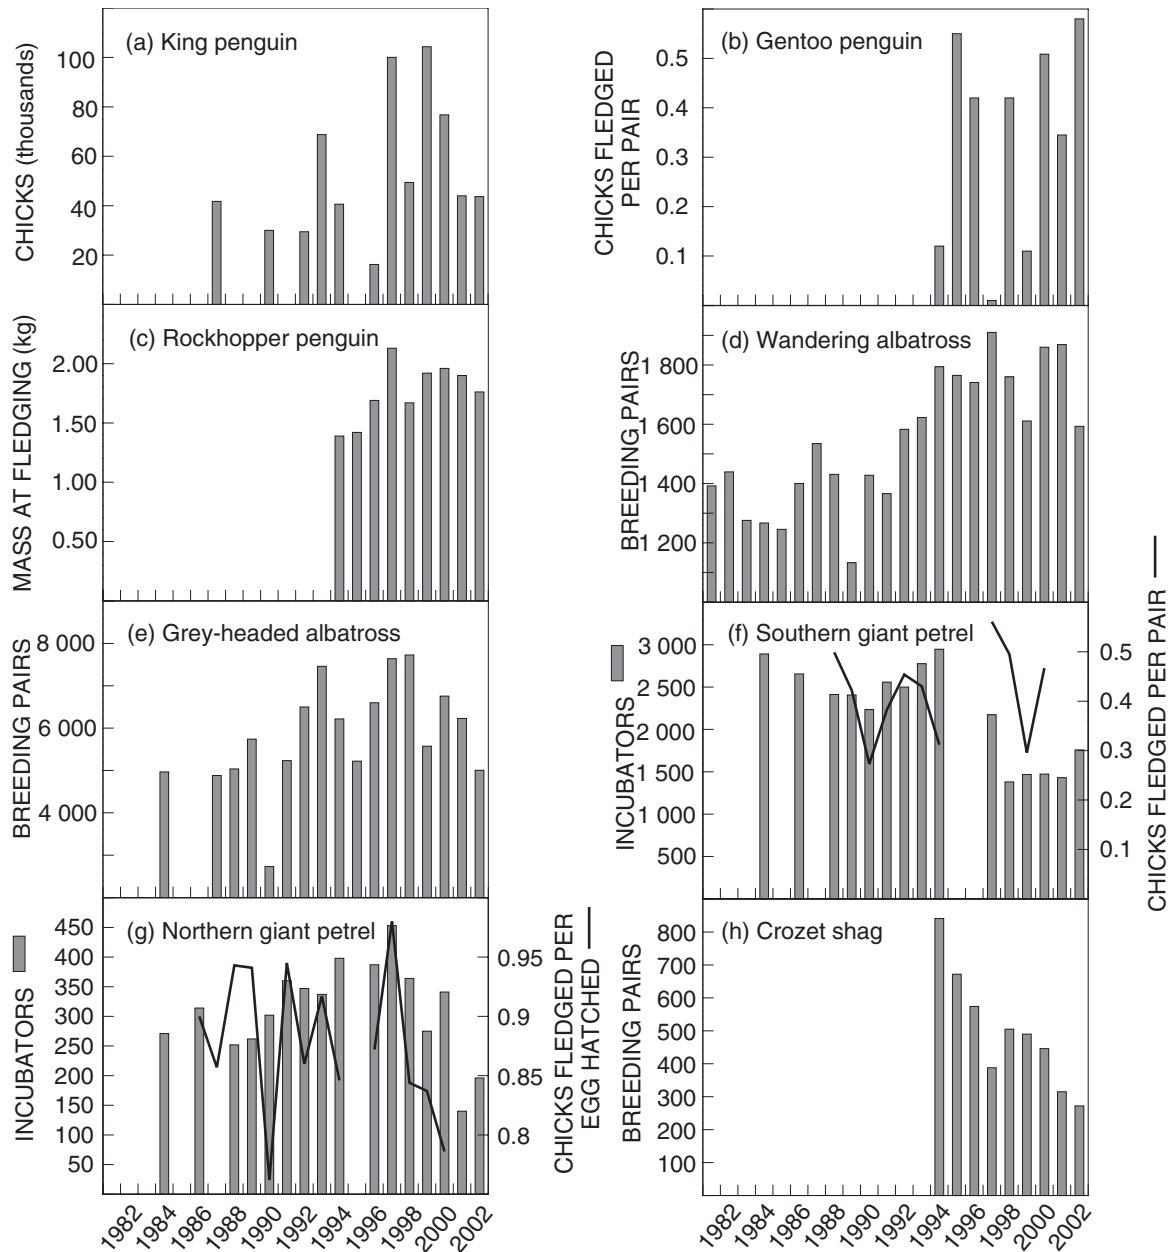 (a) King penguin
CHICKS (thousands)
100
80
60
40
20
(b) Gentoo penguin
CHICKS FLEDGED
PER PAIR
0.5
0.4
0.3
0.2
0.1
(c) Rockhopper penguin
MASS AT FLEDGING (kg)
2.00
1.50
1.00
0.50
(d) Wandering albatross
BREEDING PAIRS
1 800
1 600
1 400
1 200
(e) Grey-headed albatross
BREEDING PAIRS
8 000
6 000
4 000
(f) Southern giant petrel
INCUBATORS
3 000
2 500
2 000
1 500
1 000
500
0.5
0.4
0.3
0.2
0.1
CHICKS FLEDGED PER PAIR
(g) Northern giant petrel
INCUBATORS
450
400
350
300
250
200
150
100
50
0.95
0.9
0.85
0.8
CHICKS FLEDGED PER
EGG HATCHED
1982 1984 1986 1988 1990 1992 1994 1996 1998 2000 2002
(h) Crozet shag
BREEDING PAIRS
800
700
600
500
400
300
200
100
1982 1984 1986 1988 1990 1992 1994 1996 1998 2000 2002